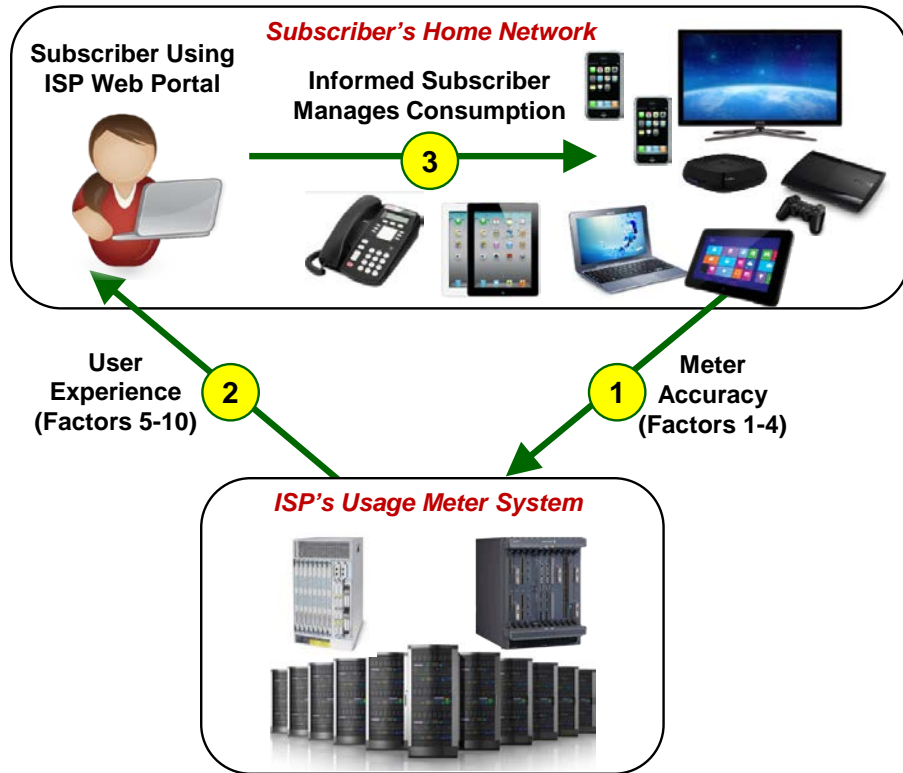 Subscriber's Home Network
Subscriber Using
ISP Web Portal
Informed Subscriber
Manages Consumption
3
User
Experience
(Factors 5-10)
2
1
Meter
Accuracy
(Factors 1-4)
ISP's Usage Meter System